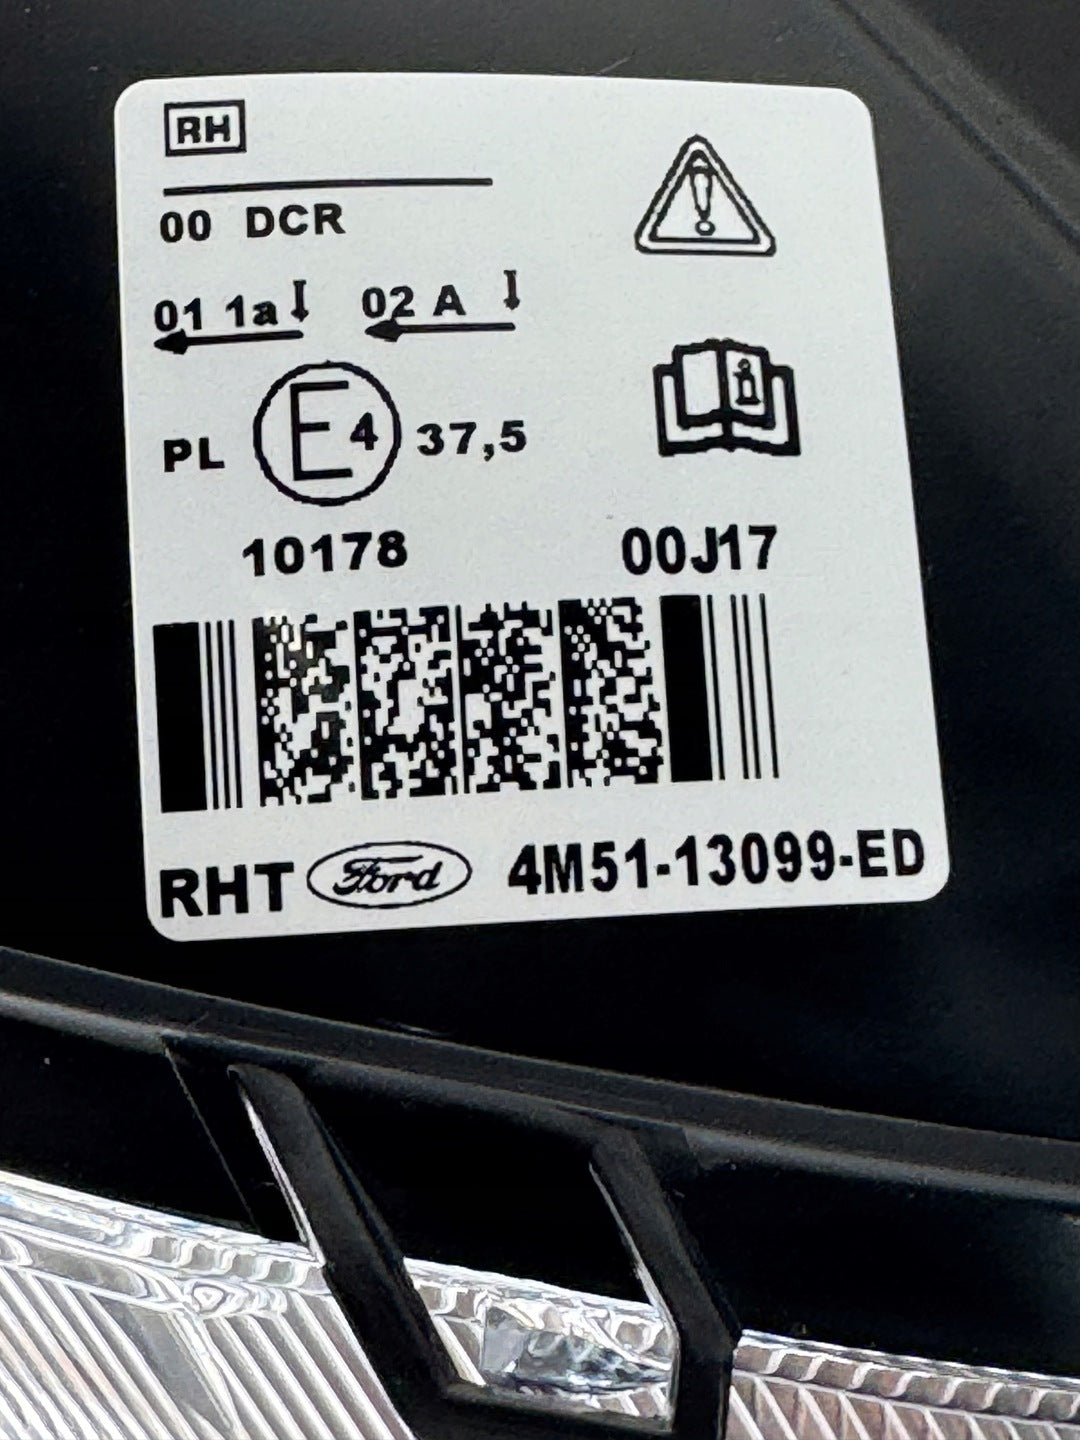 RH
00 DCR
01 1a 02 A
PL E4 37,5
10178 00J17
RHT Ford 4M51-13099-ED